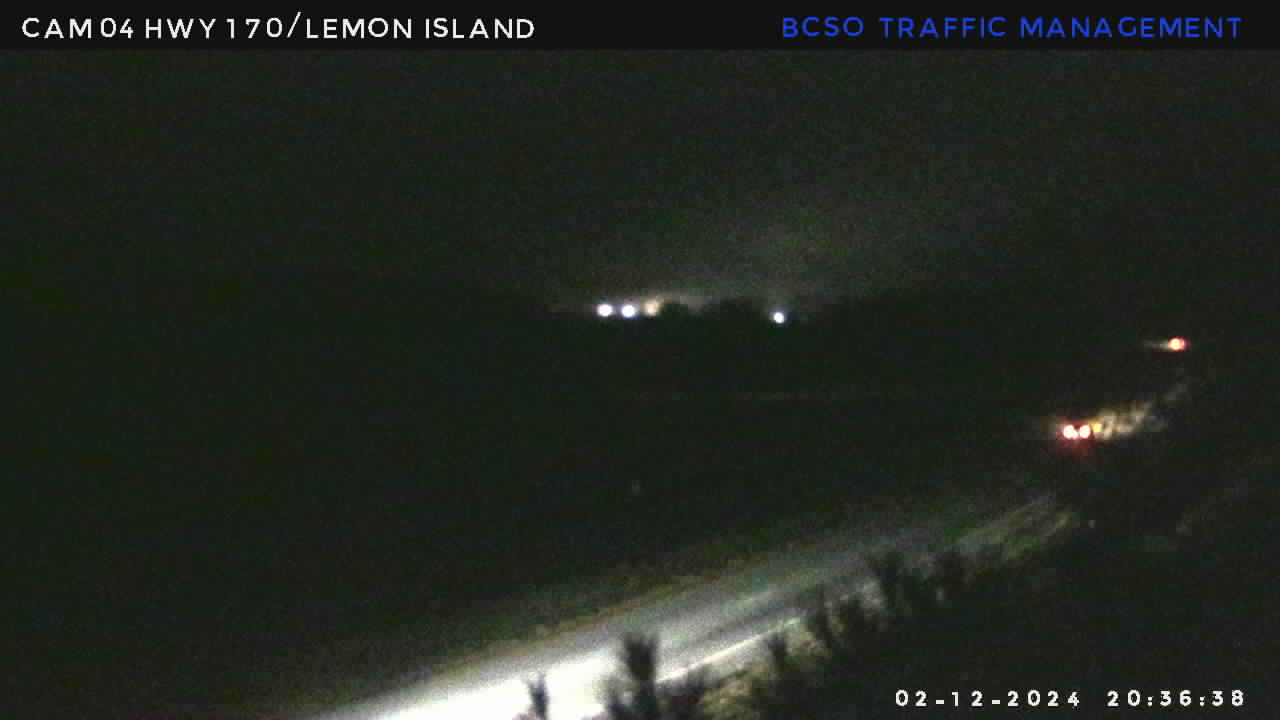 CAM04 HWY 170/LEMON ISLAND
BCSO TRAFFIC MANAGEMENT
02-12-2024 20:36:38